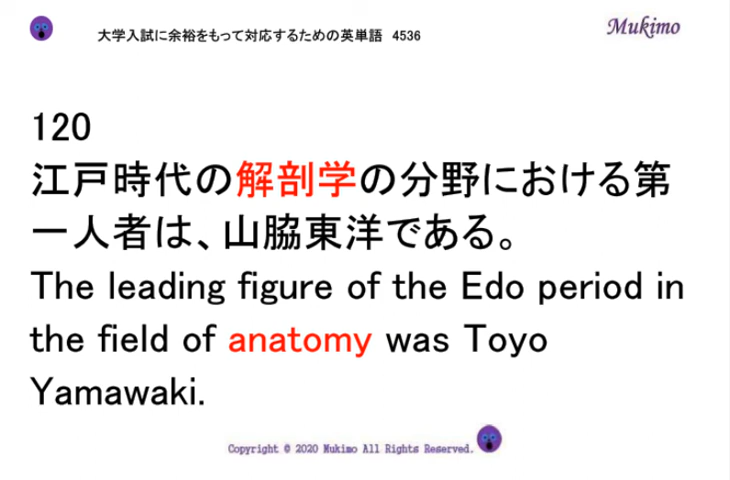 大学入試に余裕をもって対応するための英単語 4536
Mukimo
120
江戸時代の解剖学の分野における第
一人者は、山脇東洋である。
The leading figure of the Edo period in
the field of anatomy was Toyo
Yamawaki.
Copyright © 2020 Mukimo All Rights Reserved.